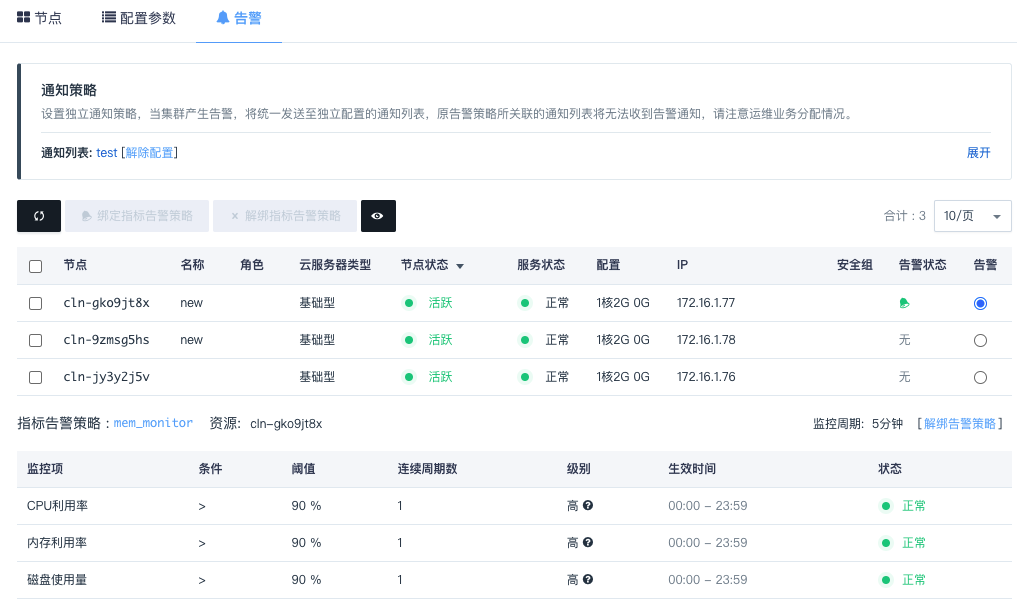 节点 配置参数 告警
通知策略
设置独立通知策略，当集群产生告警，将统一发送至独立配置的通知列表，原告警策略所关联的通知列表将无法收到告警通知，请注意运维业务分配情况。
通知列表: test [解除配置] 展开
绑定指标告警策略 × 解绑指标告警策略 合计：3 10/页
节点 名称 角色 云服务器类型 节点状态 服务状态 配置 IP 安全组 告警状态 告警
cln-gko9jt8x new 基础型 活跃 正常 1核2G 0G 172.16.1.77
cln-9zmsg5hs new 基础型 活跃 正常 1核2G 0G 172.16.1.78 无
cln-jy3y2j5v 基础型 活跃 正常 1核2G 0G 172.16.1.76 无
指标告警策略：mem_monitor 资源: cln-gko9jt8x 监控周期: 5分钟 [解绑告警策略]
监控项 条件 阈值 连续周期数 级别 生效时间 状态
CPU利用率 > 90 % 1 高 ? 00:00 – 23:59 正常
内存利用率 > 90 % 1 高 ? 00:00 – 23:59 正常
磁盘使用量 > 90 % 1 高 ? 00:00 – 23:59 正常